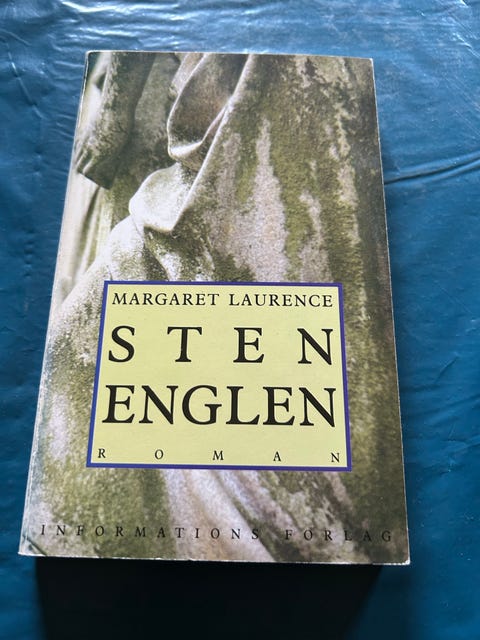 MARGARET LAURENCE
STEN
ENGLEN
ROMAN
INFORMATIONS FORLAG